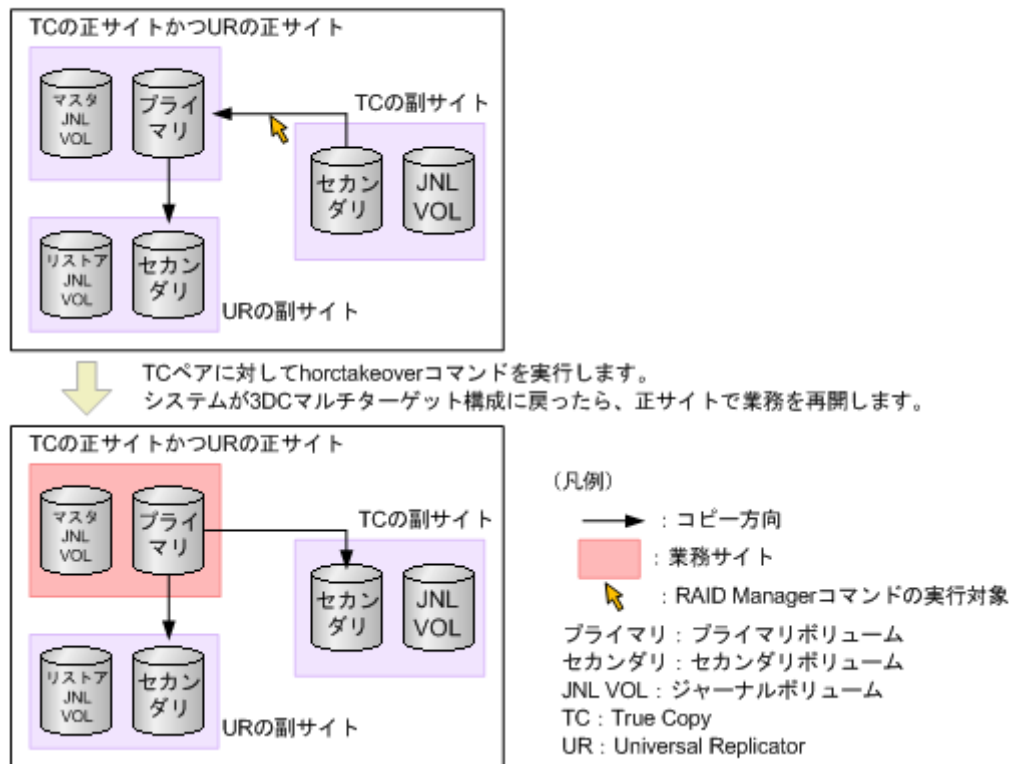 TCの正サイトかつURの正サイト
マスタ
JNL
VOL
プライ
マリ
TCの副サイト
セカン
ダリ
JNL
VOL
リストア
JNL
VOL
セカン
ダリ
URの副サイト
TCペアに対してhorctakeoverコマンドを実行します。
システムが3DCマルチターゲット構成に戻ったら、正サイトで業務を再開します。
TCの正サイトかつURの正サイト
マスタ
JNL
VOL
プライ
マリ
TCの副サイト
セカン
ダリ
JNL
VOL
リストア
JNL
VOL
セカン
ダリ
URの副サイト
（凡例）
：コピー方向
：業務サイト
：RAID Managerコマンドの実行対象
プライマリ：プライマリボリューム
セカンダリ：セカンダリボリューム
JNL VOL：ジャーナルボリューム
TC：True Copy
UR：Universal Replicator